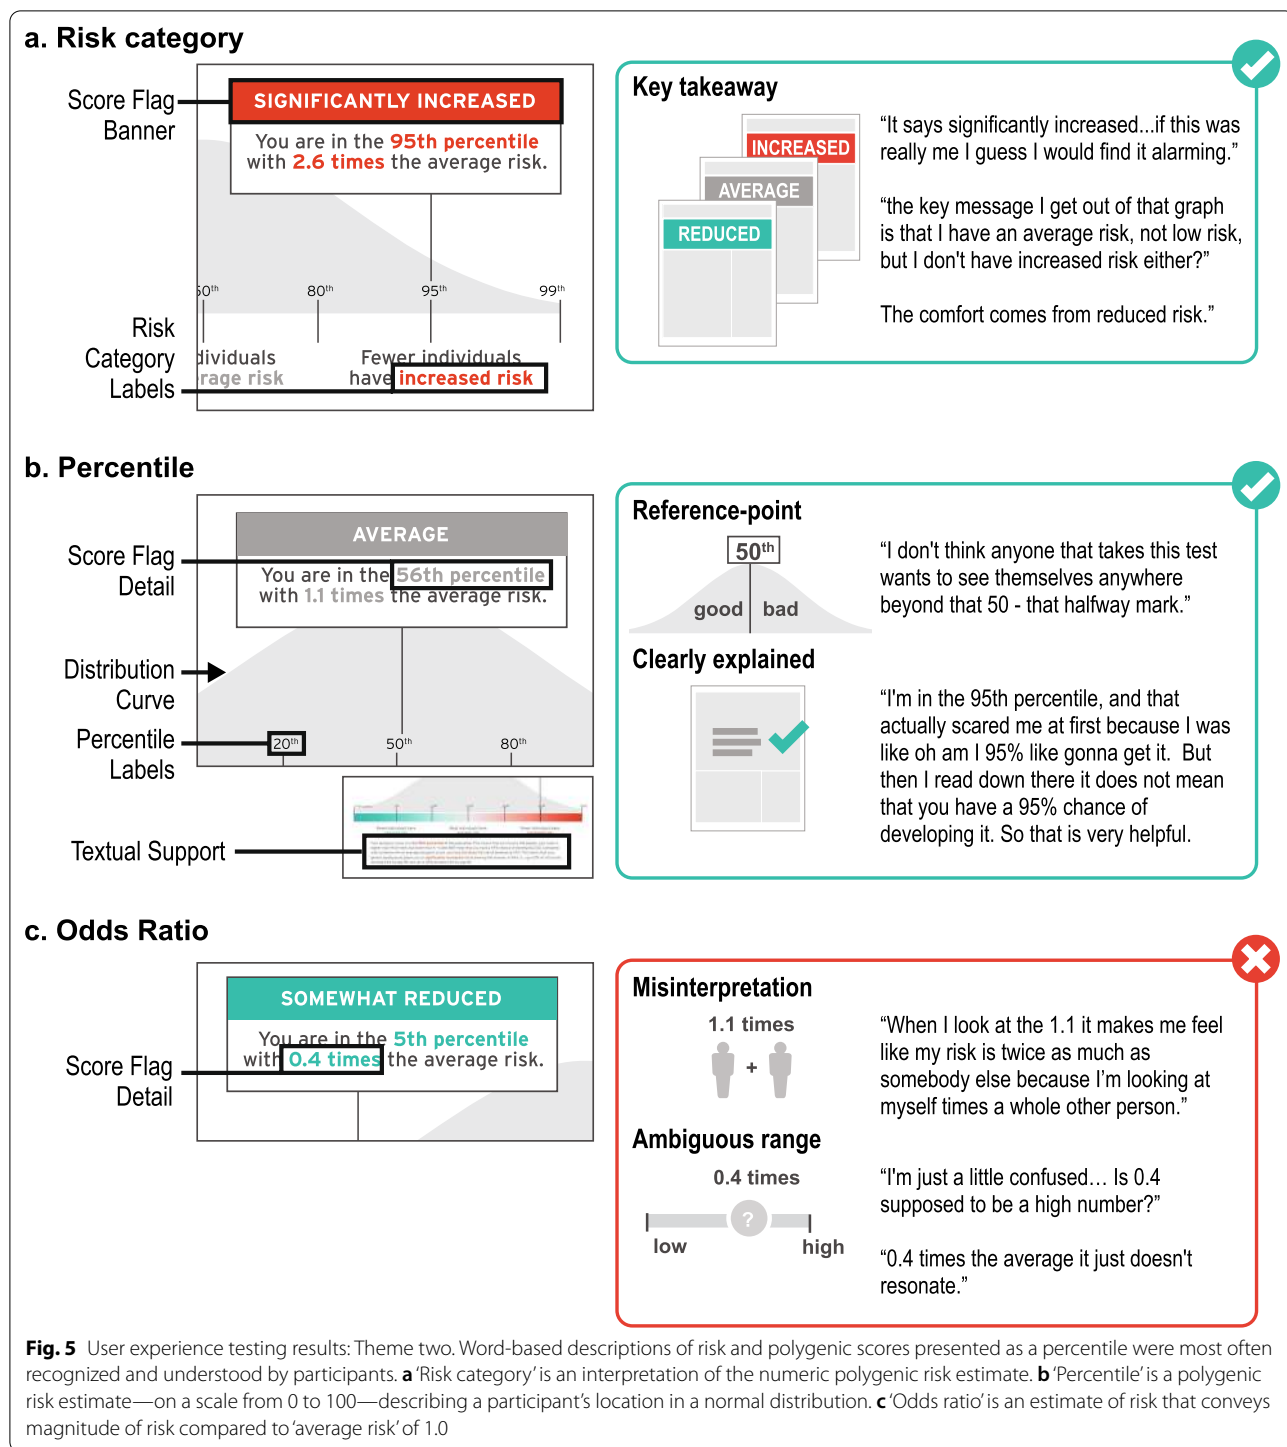 a. Risk category
Score Flag
Banner
SIGNIFICANTLY INCREASED
You are in the 95th percentile
with 2.6 times the average risk.
50th
80th
95th
99th
Risk
Category
Labels
dividuals
rage risk
Fewer individuals
have increased risk
Key takeaway
INCREASED
AVERAGE
REDUCED
“It says significantly increased...if this was
really me I guess I would find it alarming.”
“the key message I get out of that graph
is that I have an average risk, not low risk,
but I don't have increased risk either?”
The comfort comes from reduced risk.”
b. Percentile
Score Flag
Detail
AVERAGE
You are in the 56th percentile
with 1.1 times the average risk.
Distribution
Curve
Percentile
Labels
20th
50th
80th
Textual Support
Reference-point
50th
good
bad
“I don't think anyone that takes this test
wants to see themselves anywhere
beyond that 50 - that halfway mark.”
Clearly explained
“I'm in the 95th percentile, and that
actually scared me at first because I was
like oh am I 95% like gonna get it. But
then I read down there it does not mean
that you have a 95% chance of
developing it. So that is very helpful.
c. Odds Ratio
Score Flag
Detail
SOMEWHAT REDUCED
You are in the 5th percentile
with 0.4 times the average risk.
Misinterpretation
1.1 times
+
“When I look at the 1.1 it makes me feel
like my risk is twice as much as
somebody else because I’m looking at
myself times a whole other person.”
Ambiguous range
0.4 times
?
low
high
“I'm just a little confused… Is 0.4
supposed to be a high number?”
“0.4 times the average it just doesn't
resonate.”
Fig. 5 User experience testing results: Theme two. Word-based descriptions of risk and polygenic scores presented as a percentile were most often
recognized and understood by participants. a ‘Risk category’ is an interpretation of the numeric polygenic risk estimate. b ‘Percentile’ is a polygenic
risk estimate—on a scale from 0 to 100—describing a participant’s location in a normal distribution. c ‘Odds ratio’ is an estimate of risk that conveys
magnitude of risk compared to ‘average risk’ of 1.0